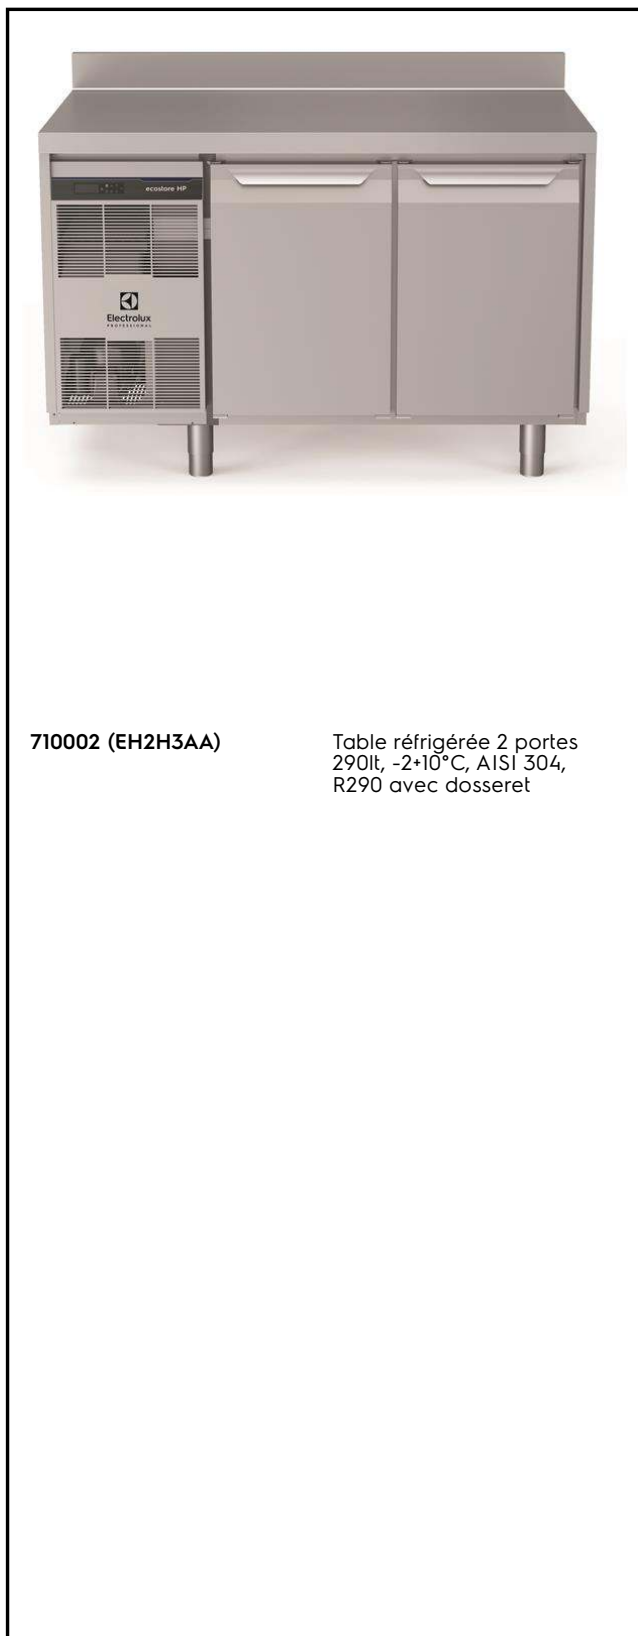 ecostore HP
Electrolux
PROFESSIONAL
710002 (EH2H3AA)
Table réfrigérée 2 portes
290lt, -2+10°C, AISI 304,
R290 avec dosseret